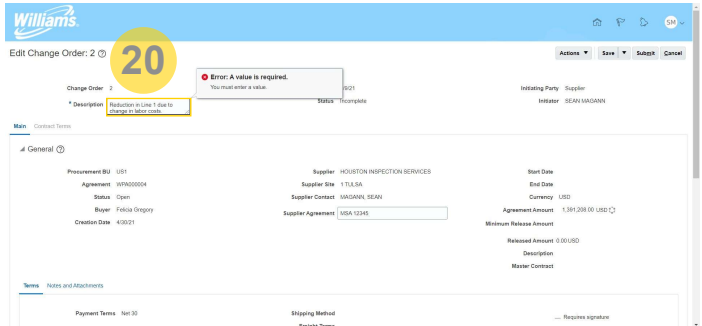 Williams.
SM
Edit Change Order: 2
20
Actions Save Submit Cancel
Error: A value is required.
You must enter a value.
Change Order 2
/9/21
Initiating Party Supplier
* Description Reduction in Line 1 due to
change in labor costs.
Status Incomplete
Initiator SEAN MAGANN
Main Contract Terms
General
Procurement BU US1
Supplier HOUSTON INSPECTION SERVICES
Start Date
Agreement WPA000004
Supplier Site 1 TULSA
End Date
Status Open
Supplier Contact MAGANN, SEAN
Currency USD
Buyer Felicia Gregory
Supplier Agreement MSA 12345
Agreement Amount 1,391,208.00 USD
Creation Date 4/30/21
Minimum Release Amount
Released Amount 0.00 USD
Description
Master Contract
Terms Notes and Attachments
Payment Terms Net 30
Shipping Method
Requires signature
Freight Terms